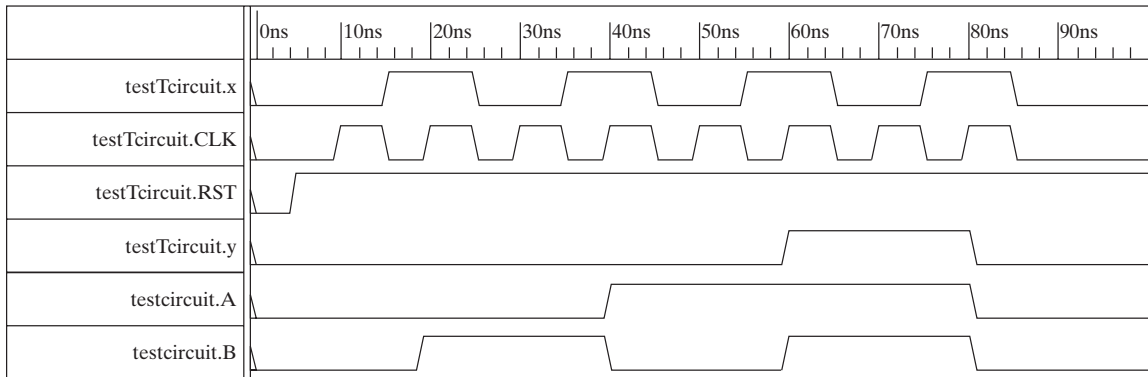 0ns 10ns 20ns 30ns 40ns 50ns 60ns 70ns 80ns 90ns
testTcircuit.x
testTcircuit.CLK
testTcircuit.RST
testTcircuit.y
testcircuit.A
testcircuit.B